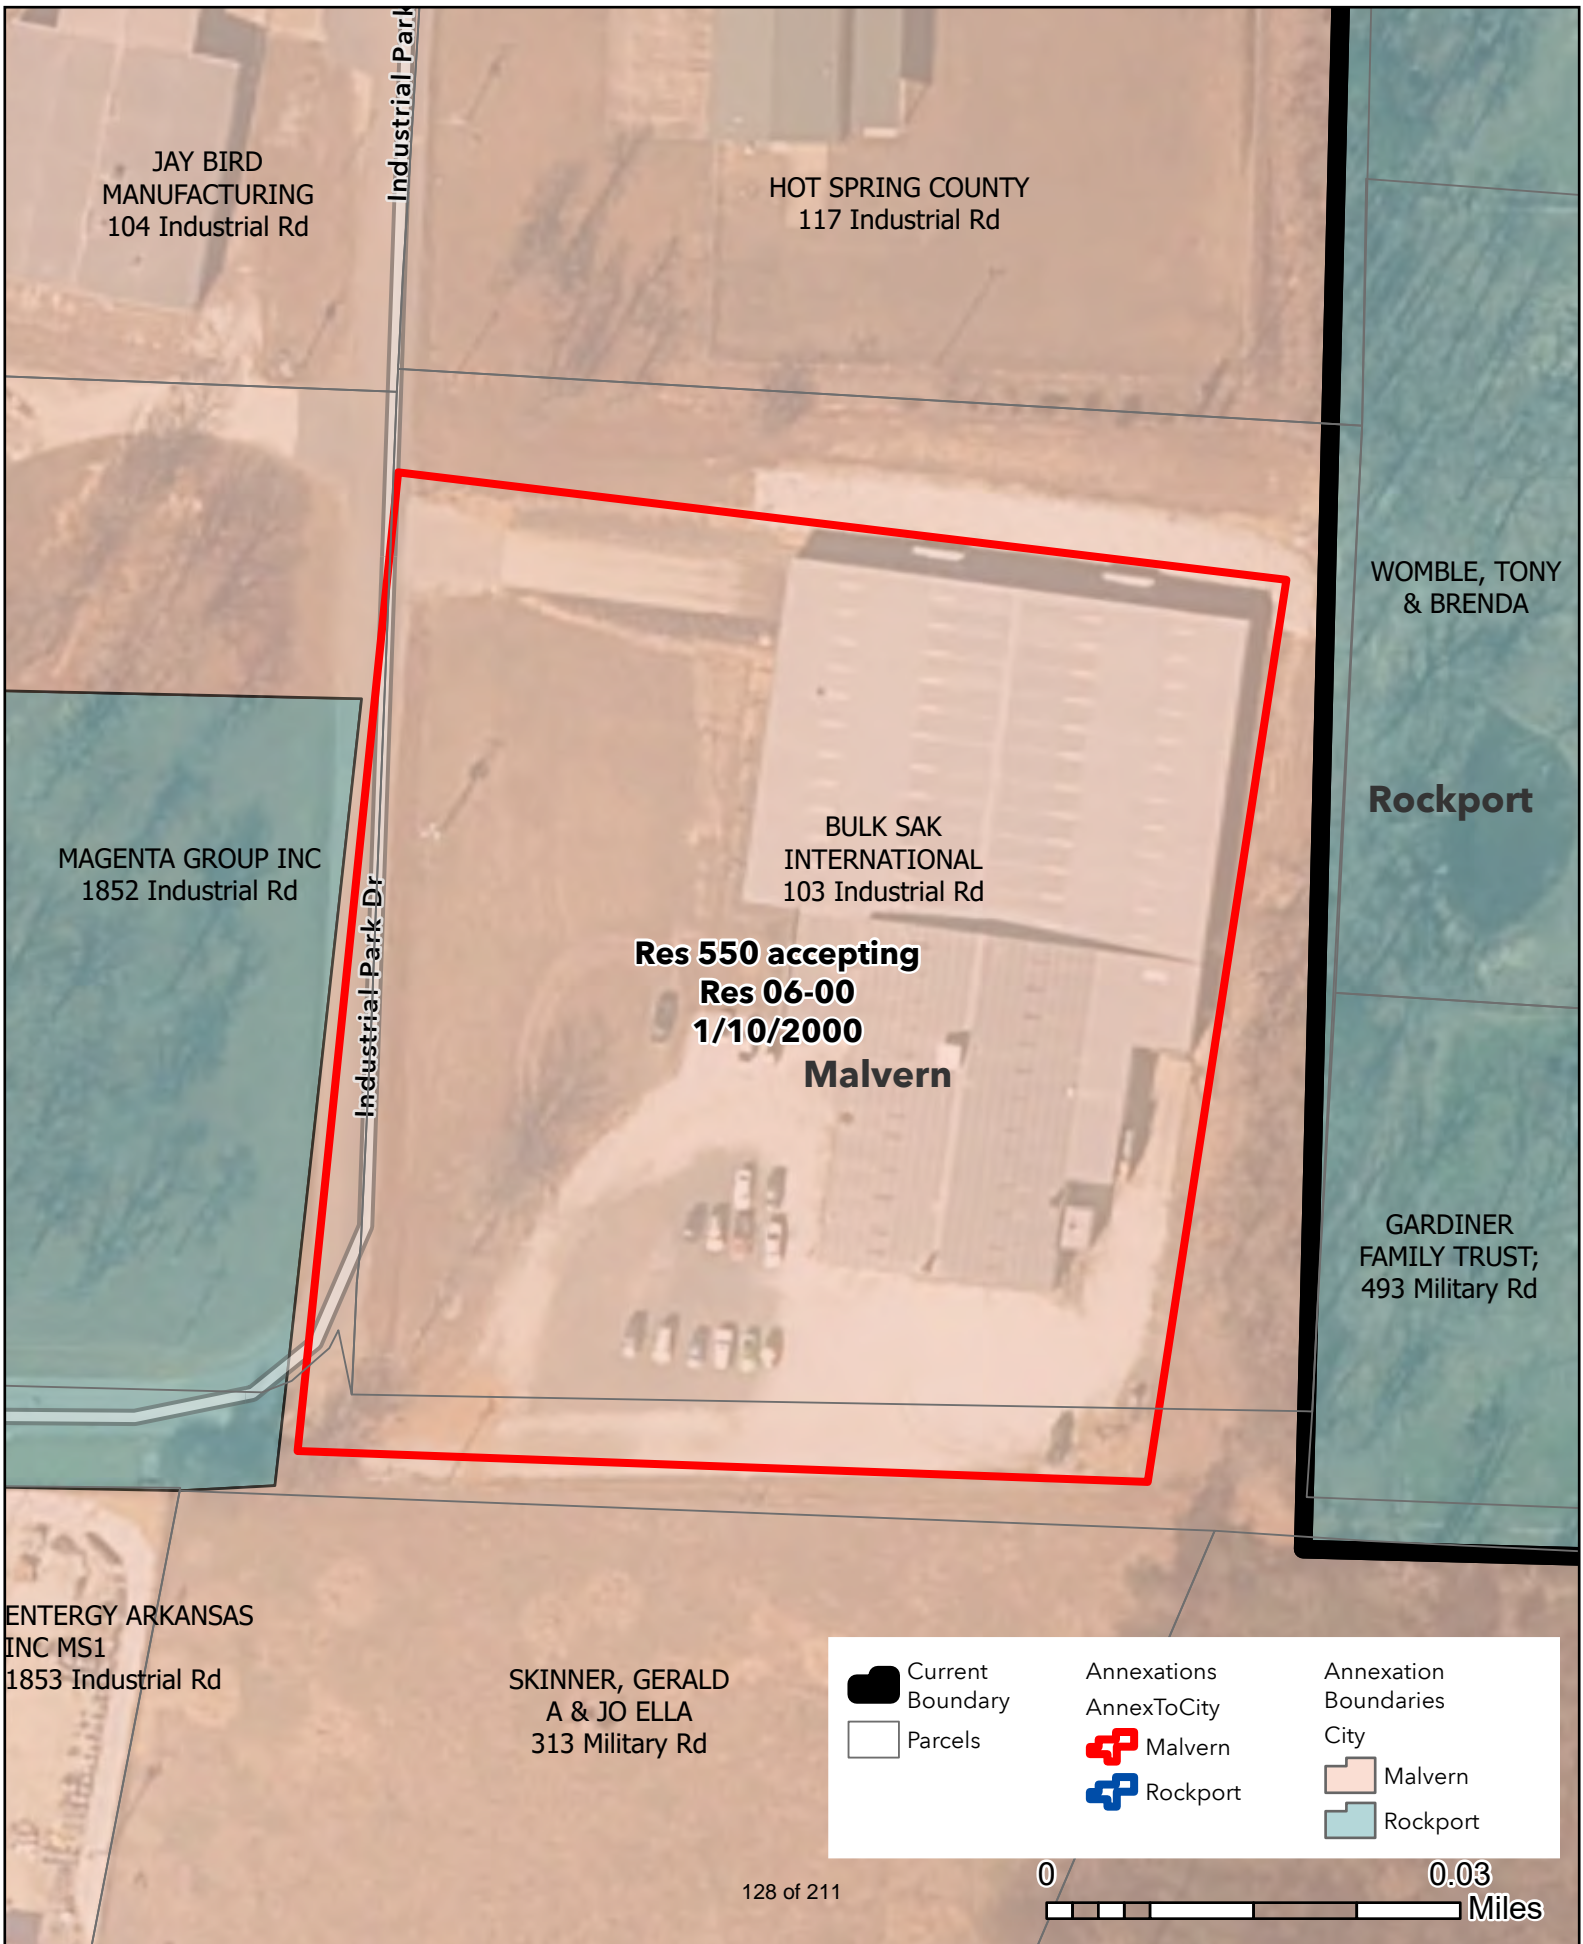 Industrial Park
JAY BIRD
MANUFACTURING
104 Industrial Rd
HOT SPRING COUNTY
117 Industrial Rd
WOMBLE, TONY
& BRENDA
Rockport
BULK SAK
INTERNATIONAL
103 Industrial Rd
MAGENTA GROUP INC
1852 Industrial Rd
Industrial Park Dr
Res 550 accepting
Res 06-00
1/10/2000
Malvern
GARDINER
FAMILY TRUST;
493 Military Rd
ENTERGY ARKANSAS
INC MS1
1853 Industrial Rd
SKINNER, GERALD
A & JO ELLA
313 Military Rd
Current
Boundary
Parcels
Annexations
AnnexToCity
Malvern
Rockport
Annexation
Boundaries
City
Malvern
Rockport
128 of 211
0
0.03
Miles